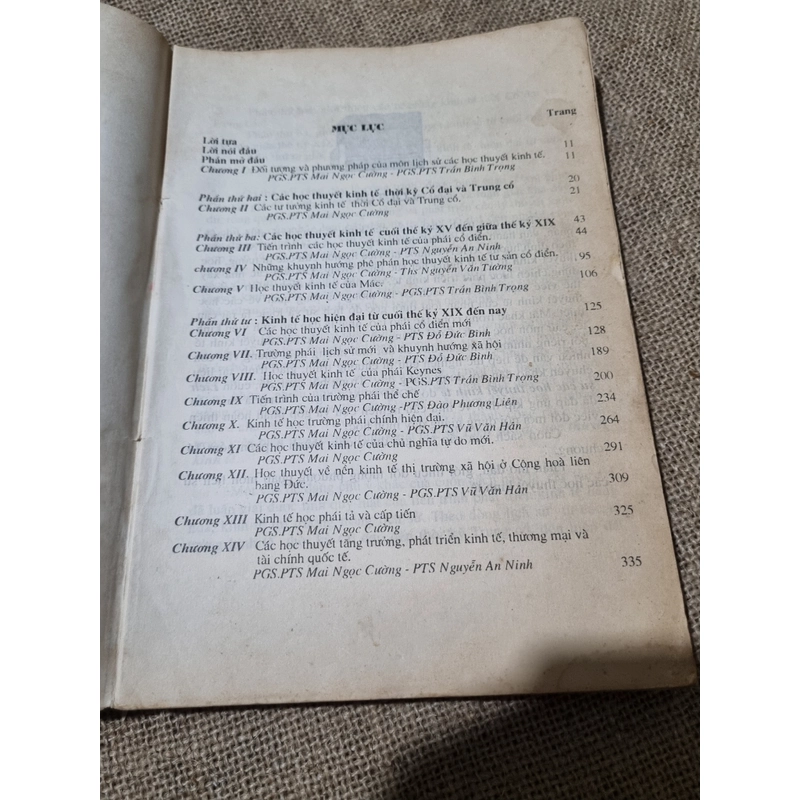 MỤC LỤC
Trang
Lời tựa
Lời nói đầu
Phần mở đầu 11
Chương I Đối tượng và phương pháp của môn lịch sử các học thuyết kinh tế. 11
PGS.PTS Mai Ngọc Cường - PGS.PTS Trần Bình Trọng
Phần thứ hai : Các học thuyết kinh tế thời kỳ Cổ đại và Trung cổ 20
Chương II Các tư tưởng kinh tế thời Cổ đại và Trung cổ. 21
PGS.PTS Mai Ngọc Cường
Phần thứ ba: Các học thuyết kinh tế cuối thế kỷ XV đến giữa thế kỷ XIX 43
Chương III Tiến trình các học thuyết kinh tế của phái cổ điển. 44
PGS.PTS Mai Ngọc Cường - PTS Nguyễn An Ninh
chương IV Những khuynh hướng phê phán học thuyết kinh tế tư sản cổ điển. 95
PGS.PTS Mai Ngọc Cường - Ths Nguyễn Văn Tường
Chương V Học thuyết kinh tế của Mác. 106
PGS.PTS Mai Ngọc Cường - PGS.PTS Trần Bình Trọng
Phần thứ tư : Kinh tế học hiện đại từ cuối thế kỷ XIX đến nay 125
Chương VI Các học thuyết kinh tế của phái cổ điển mới 128
PGS.PTS Mai Ngọc Cường - PTS Đỗ Đức Bình
Chương VII. Trường phái lịch sử mới và khuynh hướng xã hội 189
PGS.PTS Mai Ngọc Cường - PTS Đỗ Đức Bình
Chương VIII. Học thuyết kinh tế của phái Keynes 200
PGS.PTS Mai Ngọc Cường - PGS.PTS Trần Bình Trọng
Chương IX Tiến trình của trường phái thể chế 234
PGS.PTS Mai Ngọc Cường -PTS Đào Phương Liên
Chương X. Kinh tế học trường phái chính hiện đại. 264
PGS.PTS Mai Ngọc Cường - PGS.PTS Vũ Văn Hân
Chương XI Các học thuyết kinh tế của chủ nghĩa tự do mới. 291
PGS.PTS Mai Ngọc Cường
Chương XII. Học thuyết về nền kinh tế thị trường xã hội ở Cộng hoà liên
bang Đức. 309
PGS.PTS Mai Ngọc Cường - PGS.PTS Vũ Văn Hân
Chương XIII Kinh tế học phái tả và cấp tiến 325
PGS.PTS Mai Ngọc Cường
Chương XIV Các học thuyết tăng trưởng, phát triển kinh tế, thương mại và
tài chính quốc tế. 335
PGS.PTS Mai Ngọc Cường - PTS Nguyễn An Ninh